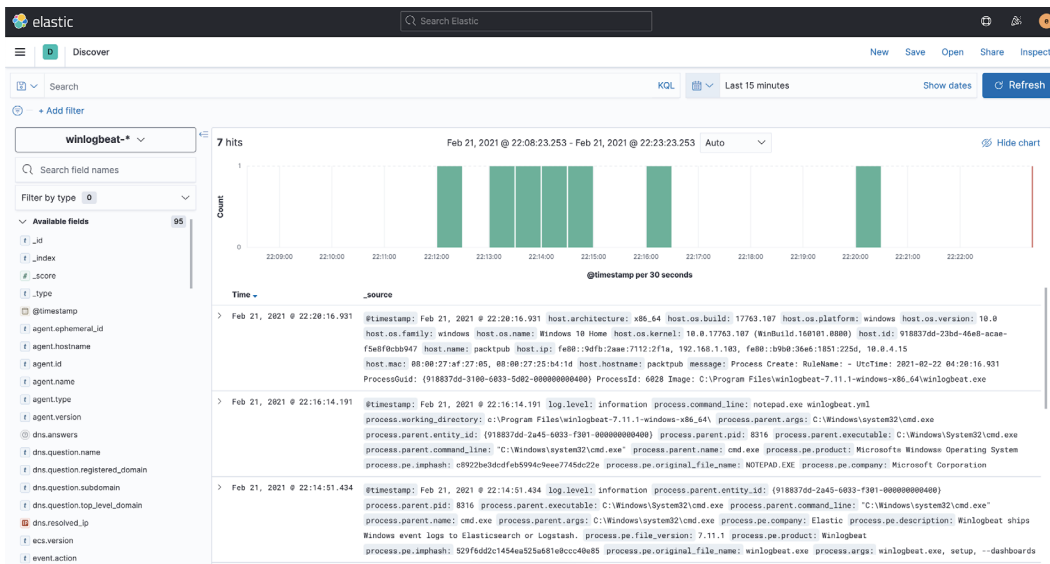 elastic
Search Elastic
e
D Discover
New Save Open Share Inspect
Search
KQL
Last 15 minutes
Show dates
Refresh
+ Add filter
winlogbeat-*
7 hits
Feb 21, 2021 @ 22:08:23.253 - Feb 21, 2021 @ 22:23:23.253
Auto
Hide chart
Search field names
Filter by type 0
Available fields 95
t _id
t _index
# _score
t _type
@timestamp
t agent.ephemeral_id
t agent.hostname
t agent.id
t agent.name
t agent.type
t agent.version
dns.answers
t dns.question.name
t dns.question.registered_domain
t dns.question.subdomain
t dns.question.top_level_domain
IP dns.resolved_ip
t ecs.version
t event.action
Count
1
0
22:09:00 22:10:00 22:11:00 22:12:00 22:13:00 22:14:00 22:15:00 22:16:00 22:17:00 22:18:00 22:19:00 22:20:00 22:21:00 22:22:00
@timestamp per 30 seconds
Time _source
Feb 21, 2021 @ 22:20:16.931
@timestamp: Feb 21, 2021 @ 22:20:16.931 host.architecture: x86_64 host.os.build: 17763.107 host.os.platform: windows host.os.version: 10.0
host.os.family: windows host.os.name: Windows 10 Home host.os.kernel: 10.0.17763.107 (WinBuild.160101.0800) host.id: 918837dd-23bd-46e8-acae-
f5e8f0cbb947 host.name: packtpub host.ip: fe80::9dfb:2aae:7112:2f1a, 192.168.1.103, fe80::b9b0:36e6:1851:225d, 10.0.4.15
host.mac: 08:00:27:af:27:05, 08:00:27:25:b4:1d host.hostname: packtpub message: Process Create: RuleName: - UtcTime: 2021-02-22 04:20:16.931
ProcessGuid: {918837dd-3100-6033-5d02-000000000400} ProcessId: 6028 Image: C:\Program Files\winlogbeat-7.11.1-windows-x86_64\winlogbeat.exe
Feb 21, 2021 @ 22:16:14.191
@timestamp: Feb 21, 2021 @ 22:16:14.191 log.level: information process.command_line: notepad.exe winlogbeat.yml
process.working_directory: c:\Program Files\winlogbeat-7.11.1-windows-x86_64\ process.parent.args: C:\Windows\system32\cmd.exe
process.parent.entity_id: {918837dd-2a45-6033-f301-000000000400} process.parent.pid: 8316 process.parent.executable: C:\Windows\System32\cmd.exe
process.parent.command_line: "C:\Windows\system32\cmd.exe" process.parent.name: cmd.exe process.pe.product: Microsoft® Windows® Operating System
process.pe.imphash: c8922be3dcdfeb5994c9eee7745dc22e process.pe.original_file_name: NOTEPAD.EXE process.pe.company: Microsoft Corporation
Feb 21, 2021 @ 22:14:51.434
@timestamp: Feb 21, 2021 @ 22:14:51.434 log.level: information process.parent.entity_id: {918837dd-2a45-6033-f301-000000000400}
process.parent.pid: 8316 process.parent.executable: C:\Windows\System32\cmd.exe process.parent.command_line: "C:\Windows\system32\cmd.exe"
process.parent.name: cmd.exe process.parent.args: C:\Windows\system32\cmd.exe process.pe.company: Elastic process.pe.description: Winlogbeat ships
Windows event logs to Elasticsearch or Logstash. process.pe.file_version: 7.11.1 process.pe.product: Winlogbeat
process.pe.imphash: 529f6dd2c1454ea525a681e0ccc40e85 process.pe.original_file_name: winlogbeat.exe process.args: winlogbeat.exe, setup, --dashboards